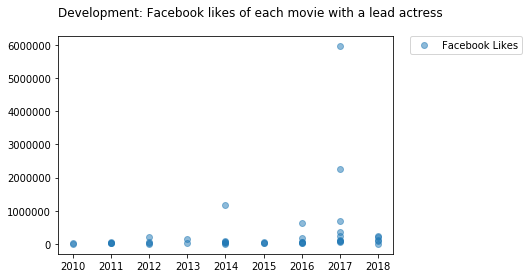 Development: Facebook likes of each movie with a lead actress
Facebook Likes
6000000
5000000
4000000
3000000
2000000
1000000
0
2010 2011 2012 2013 2014 2015 2016 2017 2018